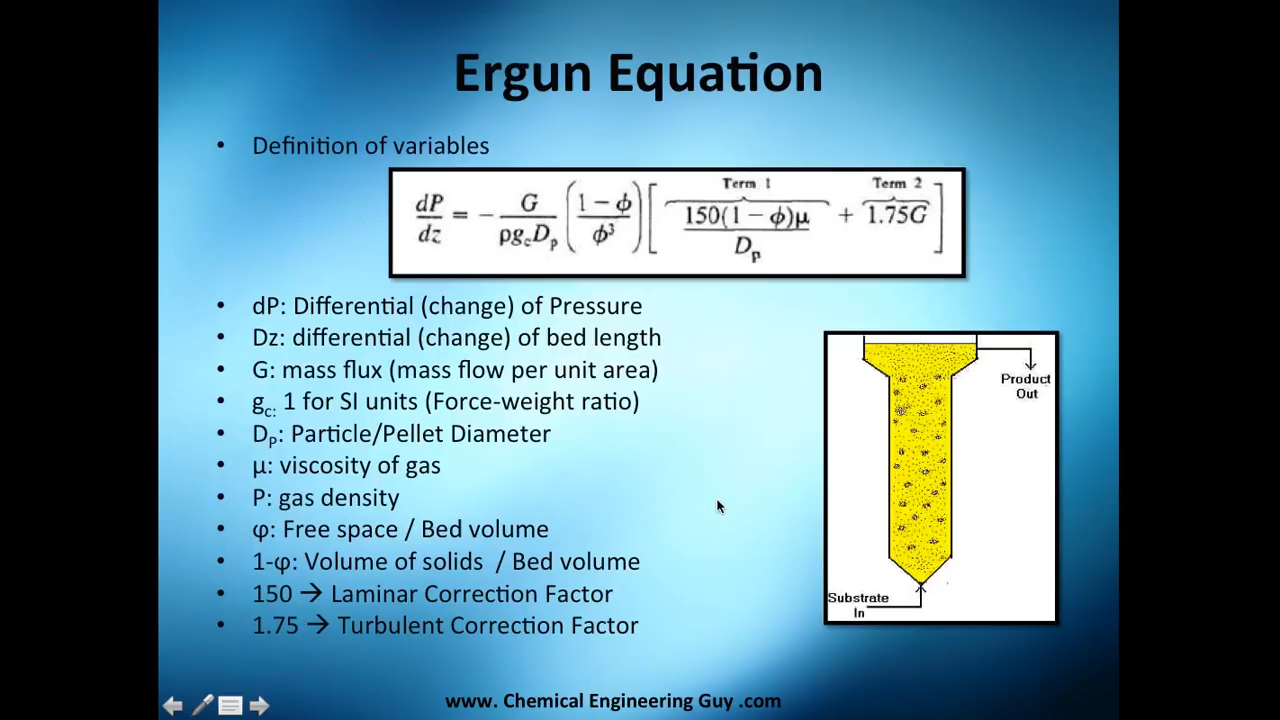 Ergun Equation
• Definition of variables
Term 1 Term 2
dP/dz = − G/(ρg_cD_p) ((1 − ϕ)/ϕ³) [150(1 − ϕ)μ/D_p + 1.75G]
• dP: Differential (change) of Pressure
• Dz: differential (change) of bed length
• G: mass flux (mass flow per unit area)
• g_c: 1 for SI units (Force-weight ratio)
• D_P: Particle/Pellet Diameter
• μ: viscosity of gas
• P: gas density
• φ: Free space / Bed volume
• 1-φ: Volume of solids / Bed volume
• 150 → Laminar Correction Factor
• 1.75 → Turbulent Correction Factor
Product
Out
Substrate
In
www. Chemical Engineering Guy .com